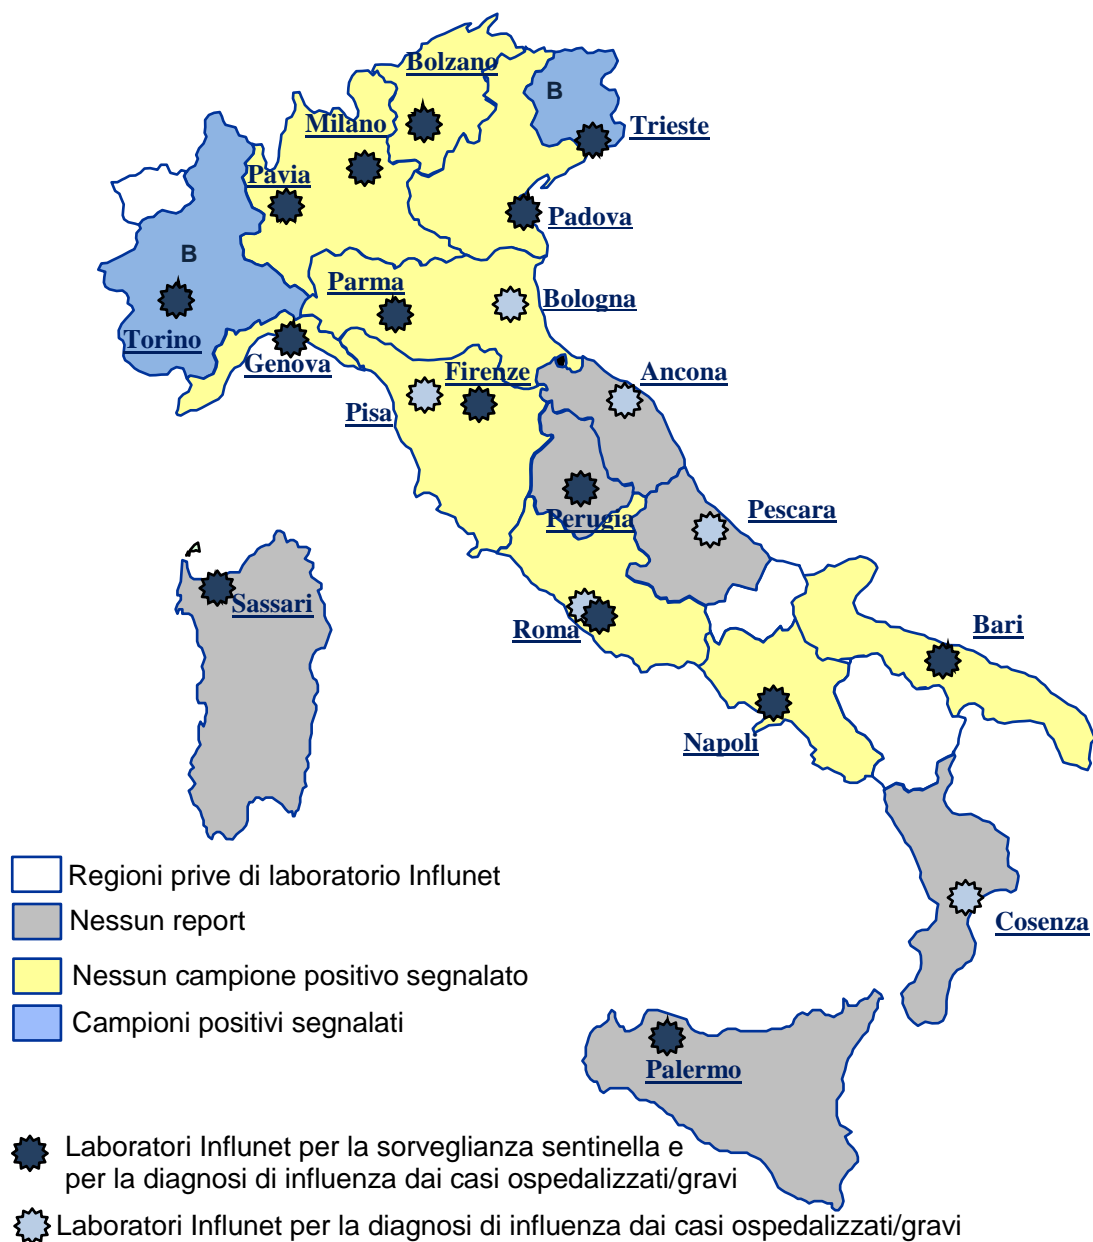 Bolzano
B
Milano
Trieste
Pavia
Padova
B
Parma
Bologna
Torino
Genova
Firenze
Ancona
Pisa
Pescara
Perugia
Sassari
Roma
Bari
Napoli
Regioni prive di laboratorio Influnet
Nessun report
Cosenza
Nessun campione positivo segnalato
Campioni positivi segnalati
Palermo
Laboratori Influnet per la sorveglianza sentinella e
per la diagnosi di influenza dai casi ospedalizzati/gravi
Laboratori Influnet per la diagnosi di influenza dai casi ospedalizzati/gravi